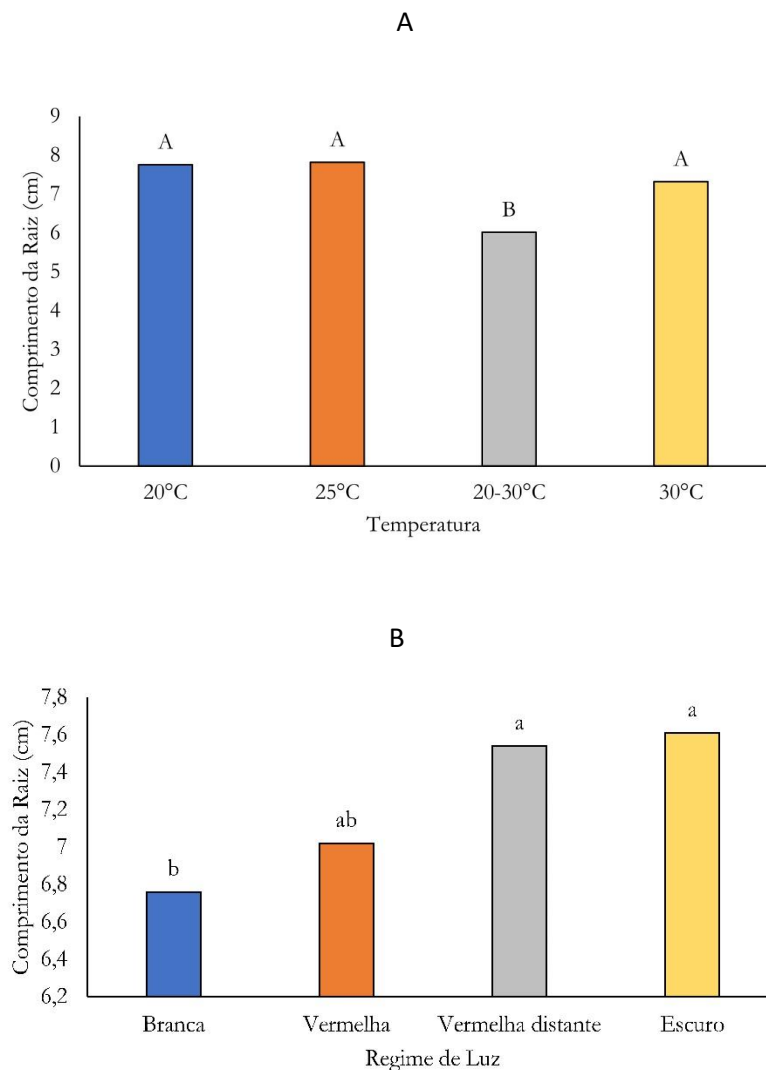 A
9
8
7
6
5
4
3
2
1
0
Comprimento da Raiz (cm)
A
A
B
A
20°C 25°C 20-30°C 30°C
Temperatura
B
7,8
7,6
7,4
7,2
7
6,8
6,6
6,4
6,2
Comprimento da Raiz (cm)
b
ab
a
a
Branca Vermelha Vermelha distante Escuro
Regime de Luz